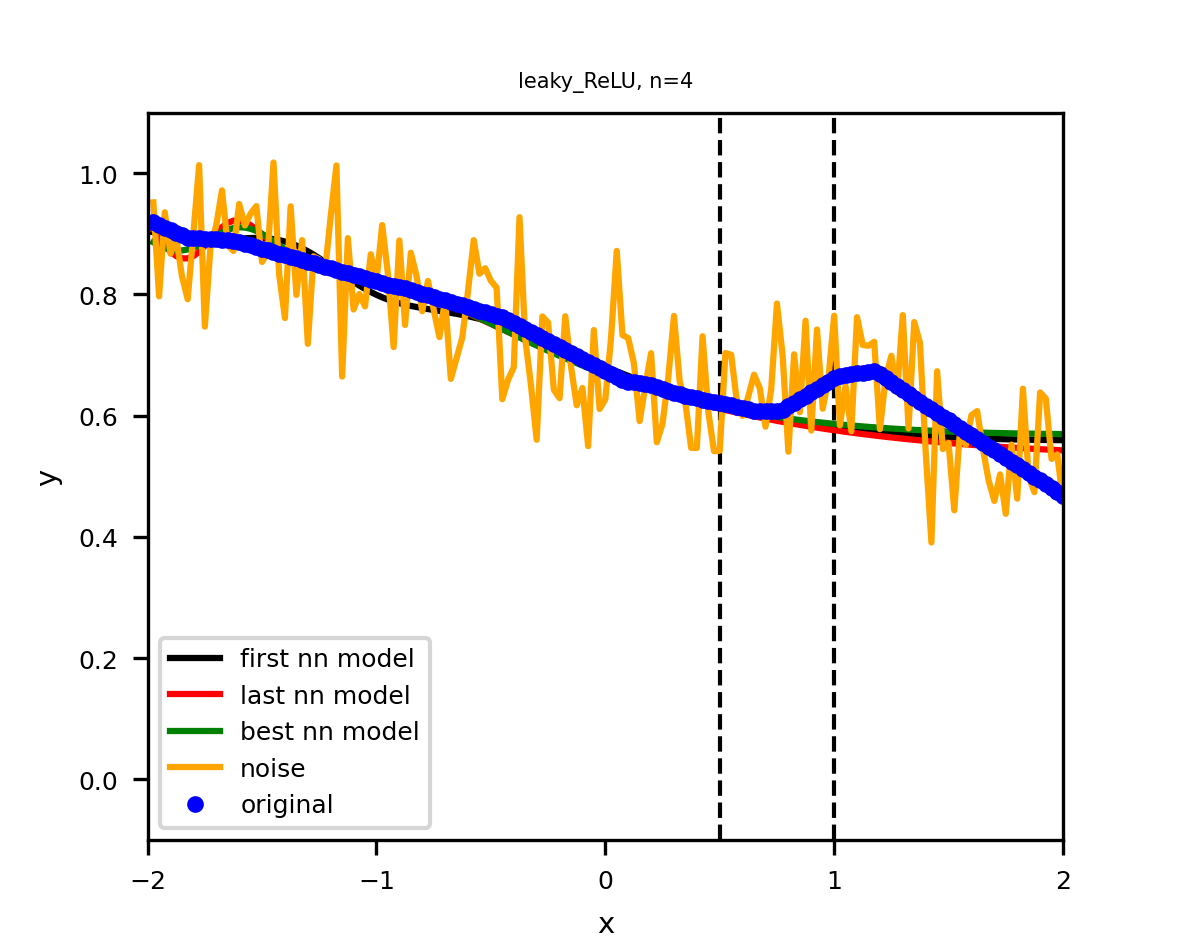 leaky_ReLU, n=4
1.0
0.8
0.6
0.4
0.2
0.0
y
first nn model
last nn model
best nn model
noise
original
−2
−1
0
1
2
x